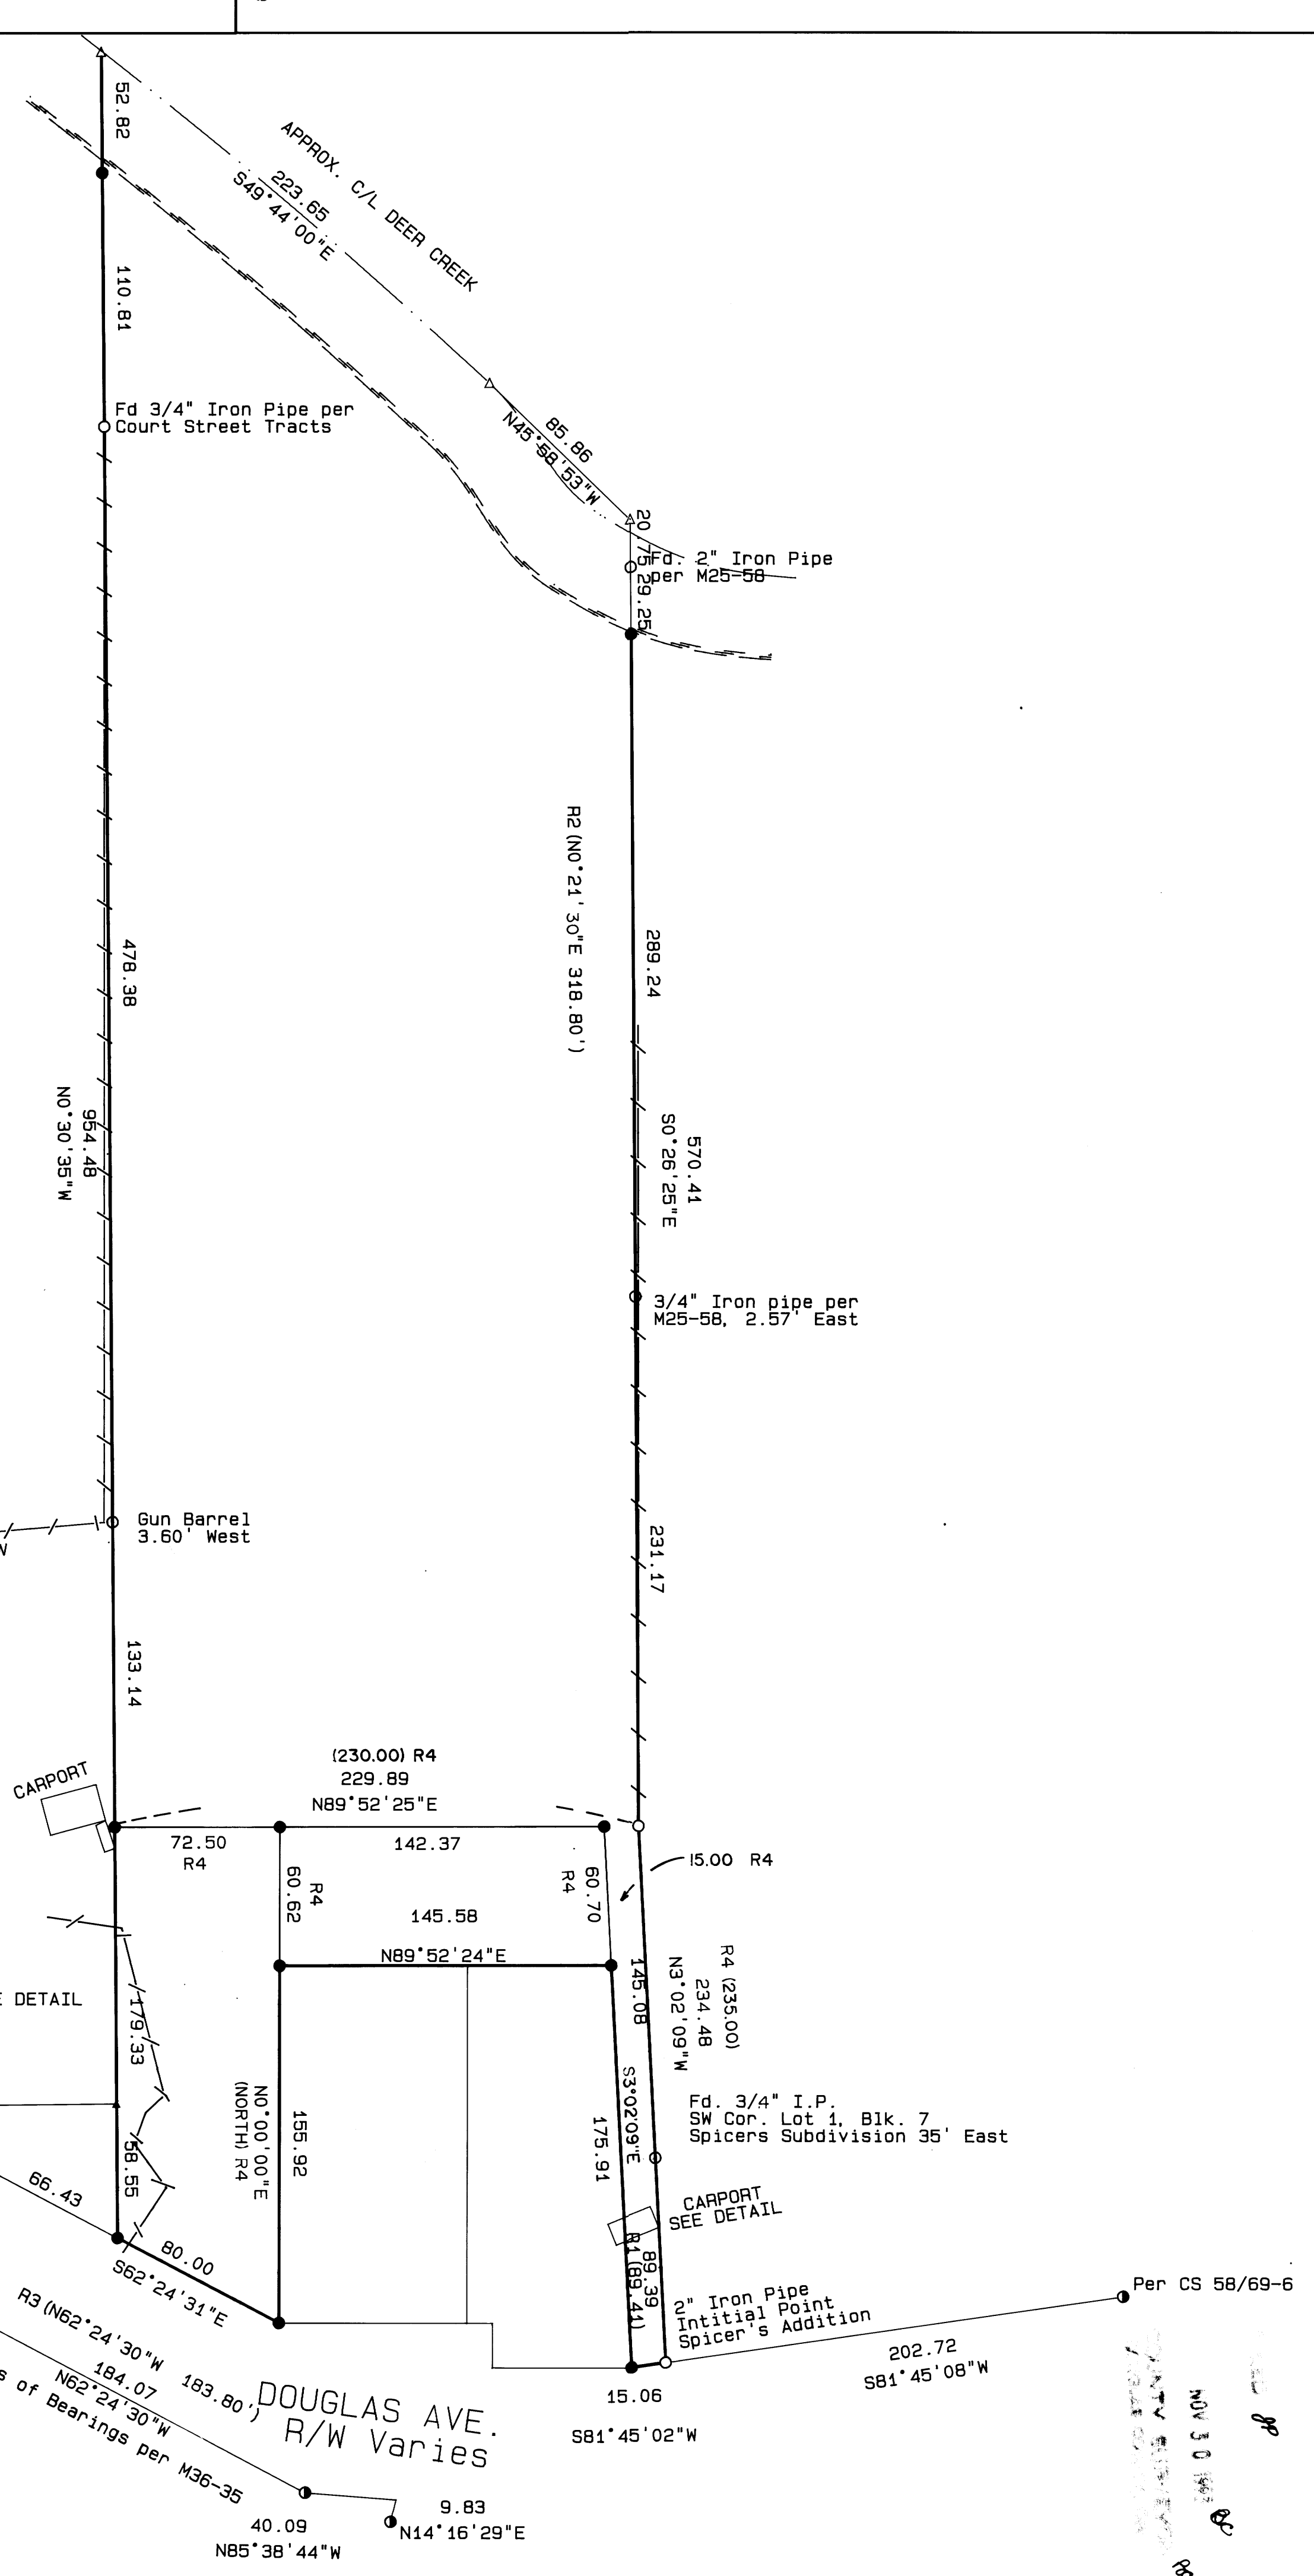 52.82
APPROX. C/L DEER CREEK
223.65
S49°44'00"E
110.81
Fd 3/4" Iron Pipe per
Court Street Tracts
85.86
N45°58'53"W
20.75
Fd. 2" Iron Pipe
per M25-58
29.25
R2 (N0°21'30"E 318.80')
289.24
478.38
954.48
N0°30'35"W
570.41
S0°26'25"E
3/4" Iron pipe per
M25-58, 2.57' East
Gun Barrel
3.60' West
231.17
133.14
CARPORT
(230.00) R4
229.89
N89°52'25"E
72.50
R4
142.37
15.00 R4
60.62
R4
60.70
R4
145.58
N89°52'24"E
145.08
R4 (235.00)
234.48
N3°02'09"W
DETAIL
179.33
S3°02'09"E
Fd. 3/4" I.P.
SW Cor. Lot 1, Blk. 7
Spicers Subdivision 35' East
N0°00'00"E
(NORTH) R4
155.92
175.91
58.55
66.43
CARPORT
SEE DETAIL
80.00
S62°24'31"E
R1 (89.41)
89.39
2" Iron Pipe
Intitial Point
Spicer's Addition
Per CS 58/69-6
202.72
S81°45'08"W
R3 (N62°24'30"W 183.80')
184.07
N62°24'30"W
s of Bearings per M36-35
DOUGLAS AVE.
R/W Varies
15.06
S81°45'02"W
9.83
N14°16'29"E
40.09
N85°38'44"W
NOV 30